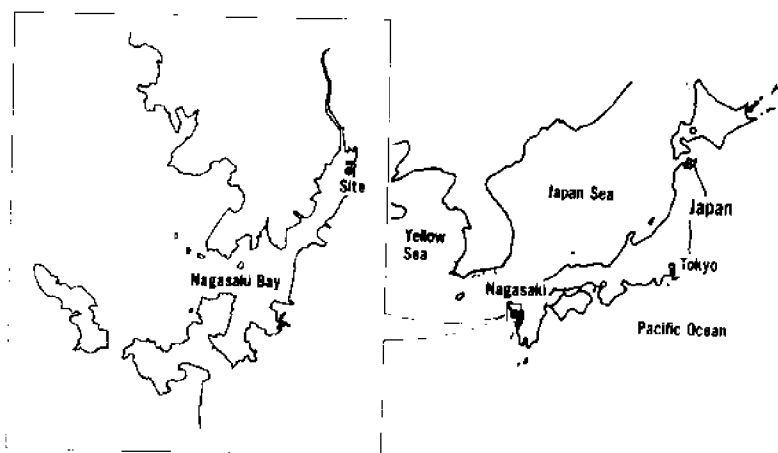 Site
Nagasaki Bay
Japan Sea
Japan
Yellow
Sea
Tokyo
Nagasaki
Pacific Ocean